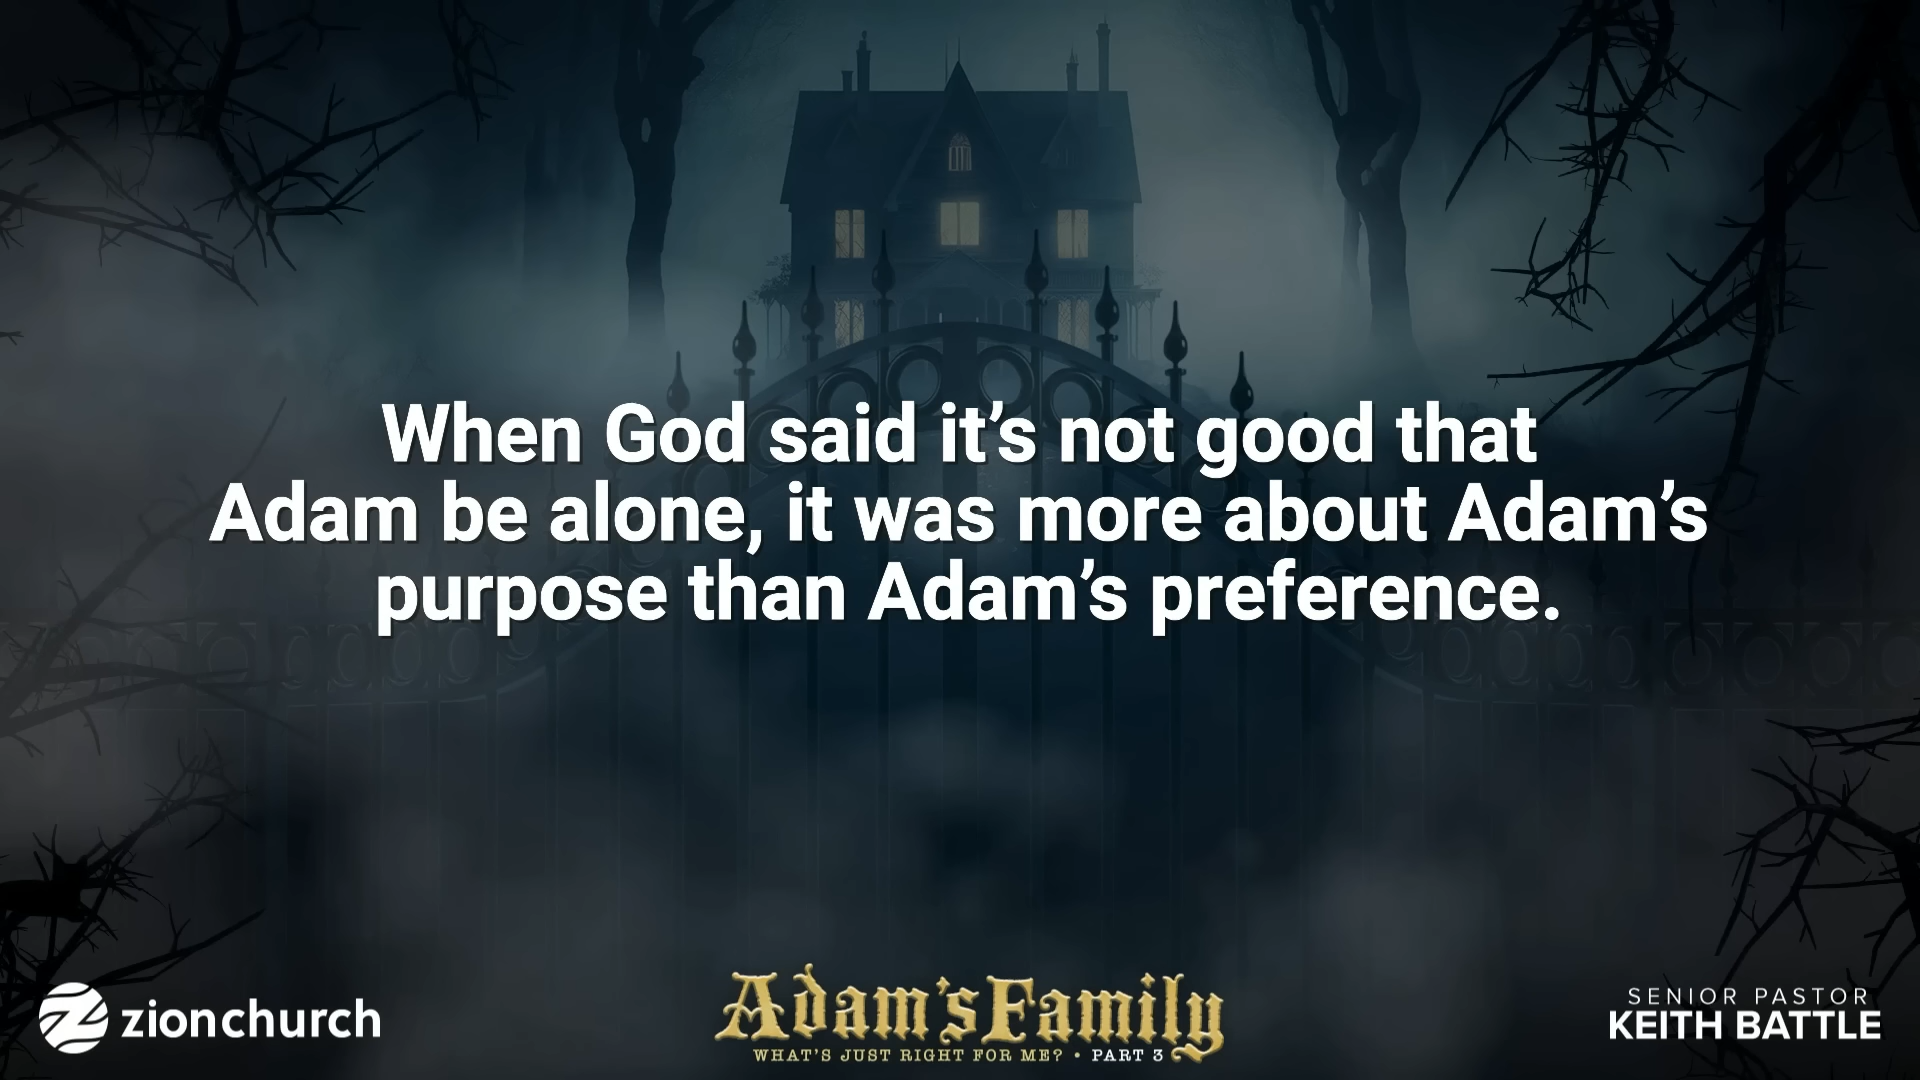 When God said it’s not good that
Adam be alone, it was more about Adam’s
purpose than Adam’s preference.
zionchurch
Adam's Family
WHAT'S JUST RIGHT FOR ME? • PART 3
SENIOR PASTOR
KEITH BATTLE